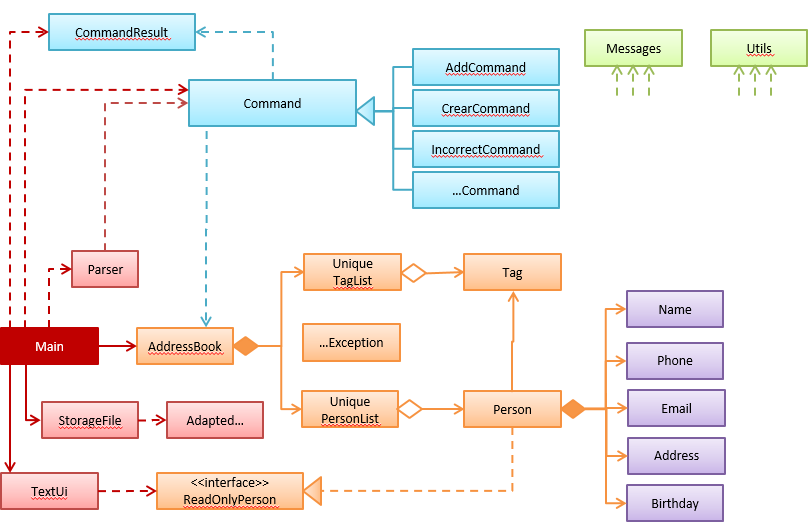 CommandResult
Messages
Utils
AddCommand
Command
CrearCommand
IncorrectCommand
...Command
Parser
Unique
TagList
Tag
Name
Main
AddressBook
...Exception
Phone
StorageFile
Adapted...
Unique
PersonList
Person
Email
Address
TextUi
<<interface>>
ReadOnlyPerson
Birthday